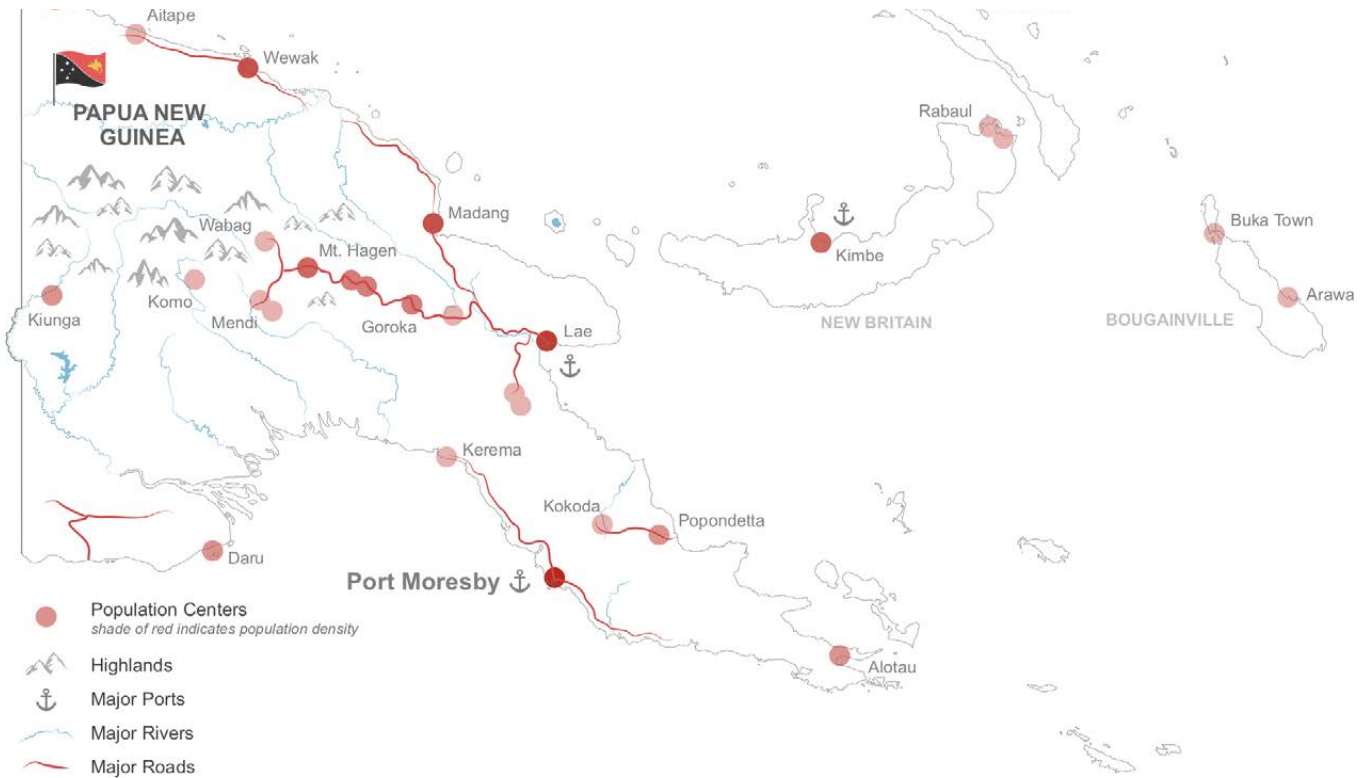 Aitape
Wewak
PAPUA NEW
GUINEA
Rabaul
Madang
Wabag
Buka Town
Mt. Hagen
Kimbe
Komo
Arawa
Kiunga
Mendi
Goroka
Lae
NEW BRITAIN
BOUGAINVILLE
Kerema
Kokoda
Popondetta
Daru
Port Moresby
Alotau
Population Centers
shade of red indicates population density
Highlands
Major Ports
Major Rivers
Major Roads